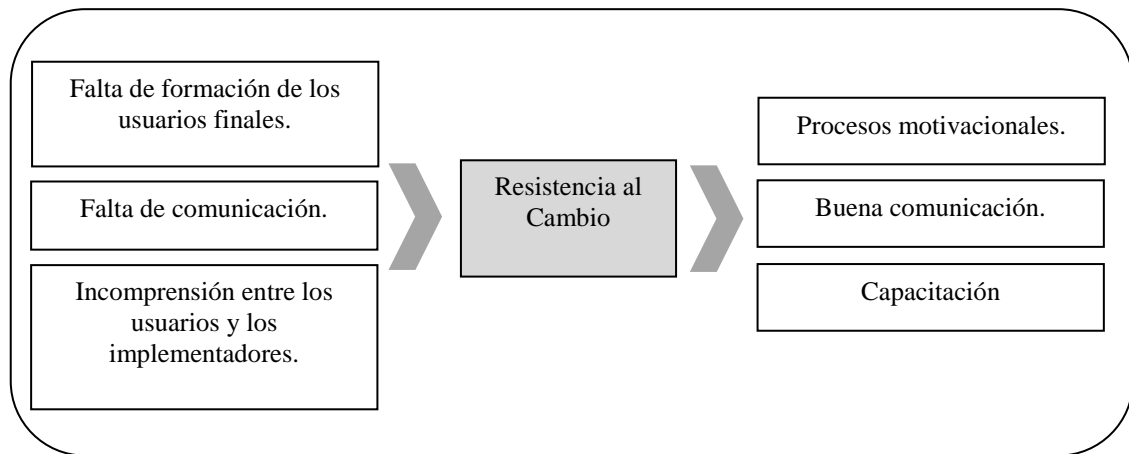 Falta de formación de los
usuarios finales.
Falta de comunicación.
Incomprensión entre los
usuarios y los
implementadores.
Resistencia al
Cambio
Procesos motivacionales.
Buena comunicación.
Capacitación